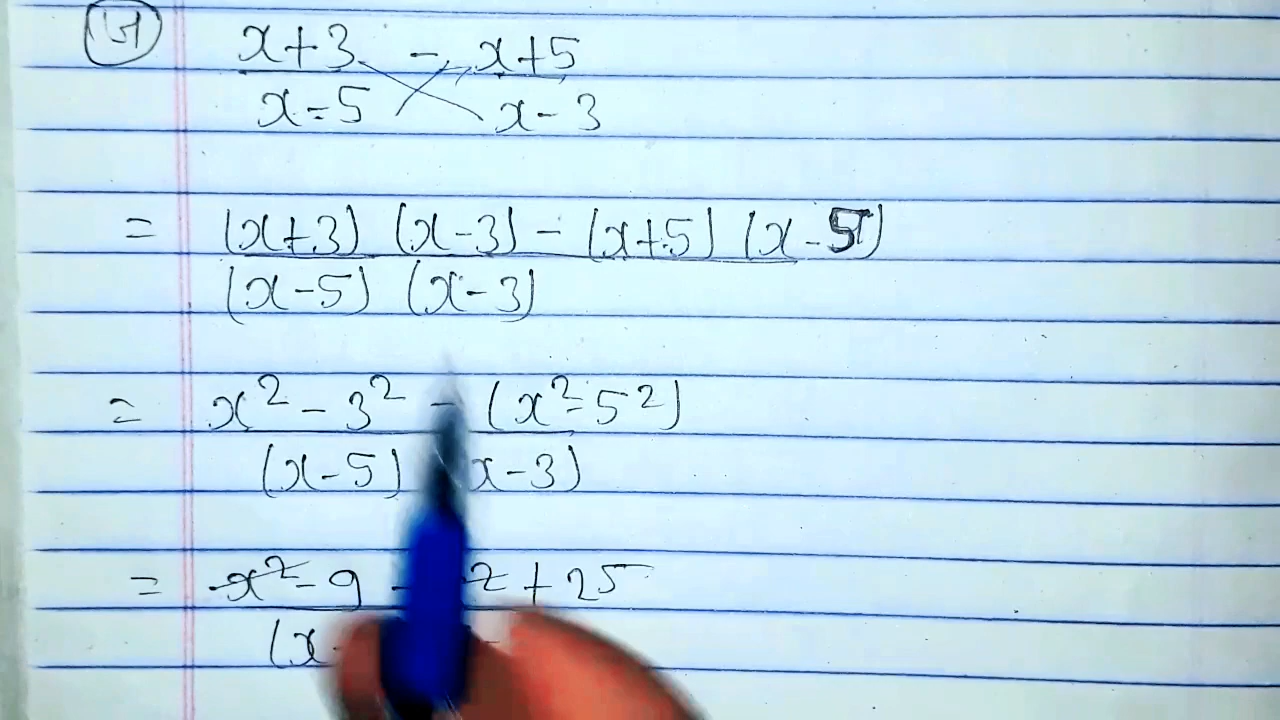 ज x+3 - x+5
x-5 x-3
= (x+3) (x-3) - (x+5) (x-5)
(x-5) (x-3)
= x² - 3² - (x² - 5²)
(x-5) x-3)
= x² - 9 - 2 + 25
(x-